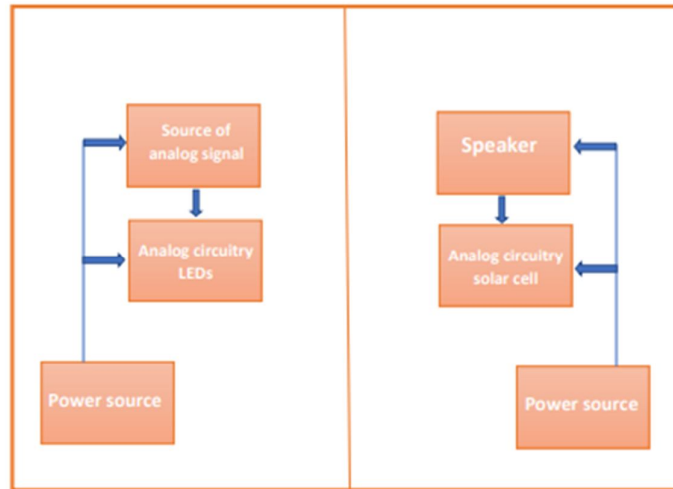 Source of
analog signal
Analog circuitry
LEDs
Power source
Speaker
Analog circuitry
solar cell
Power source